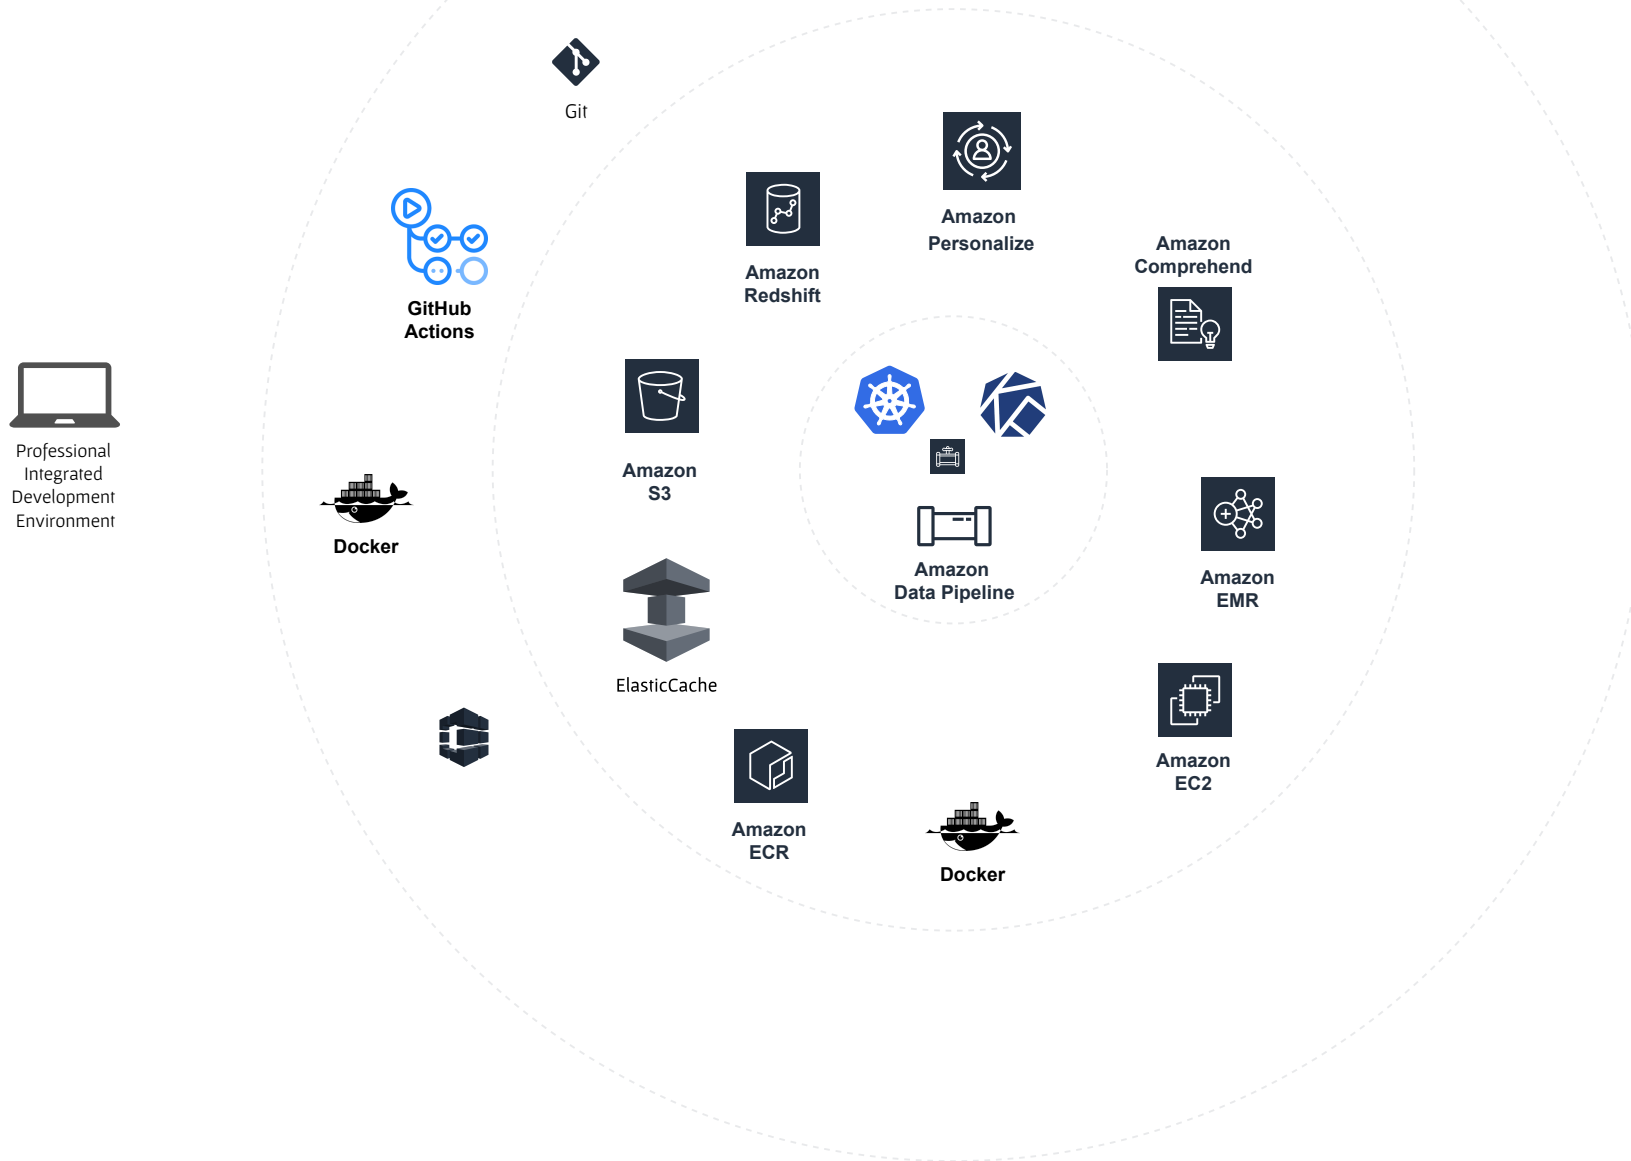 Git
Amazon
Personalize
Amazon
Redshift
Amazon
Comprehend
GitHub
Actions
Professional
Integrated
Development
Environment
Amazon
S3
Docker
Amazon
Data Pipeline
Amazon
EMR
ElasticCache
Amazon
EC2
Amazon
ECR
Docker